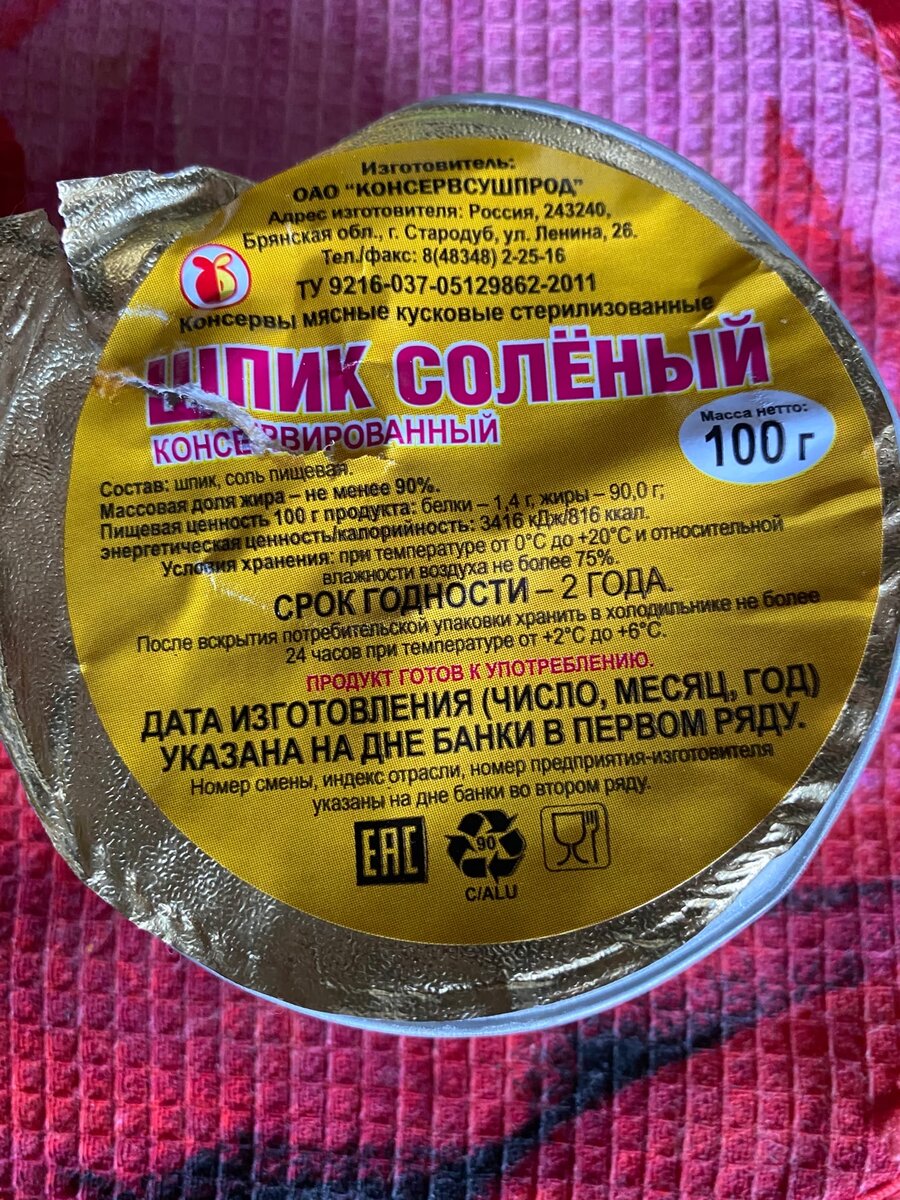 Изготовитель:
ОАО "КОНСЕРВСУШПРОД"
Адрес изготовителя: Россия, 243240,
Брянская обл., г. Стародуб, ул. Ленина, 26.
Тел./факс: 8(48348) 2-25-16
ТУ 9216-037-05129862-2011
Консервы мясные кусковые стерилизованные
ШПИК СОЛЁНЫЙ
КОНСЕРВИРОВАННЫЙ
Масса нетто:
100 г
Состав: шпик, соль пищевая.
Массовая доля жира – не менее 90%.
Пищевая ценность 100 г продукта: белки – 1,4 г, жиры – 90,0 г;
энергетическая ценность/калорийность: 3416 кДж/816 ккал.
Условия хранения: при температуре от 0°С до +20°С и относительной
влажности воздуха не более 75%.
СРОК ГОДНОСТИ – 2 ГОДА.
После вскрытия потребительской упаковки хранить в холодильнике не более
24 часов при температуре от +2°С до +6°С.
ПРОДУКТ ГОТОВ К УПОТРЕБЛЕНИЮ.
ДАТА ИЗГОТОВЛЕНИЯ (ЧИСЛО, МЕСЯЦ, ГОД)
УКАЗАНА НА ДНЕ БАНКИ В ПЕРВОМ РЯДУ.
Номер смены, индекс отрасли, номер предприятия-изготовителя
указаны на дне банки во втором ряду.
ЕАС
90
C/ALU